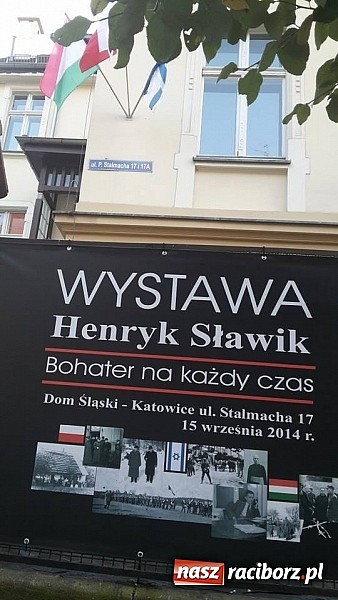 ul. P. Stalmacha 17 i 17A
WYSTAWA
Henryk Sławik
Bohater na każdy czas
Dom Śląski - Katowice ul. Stalmacha 17
15 września 2014 r.
nasz raciborz.pl